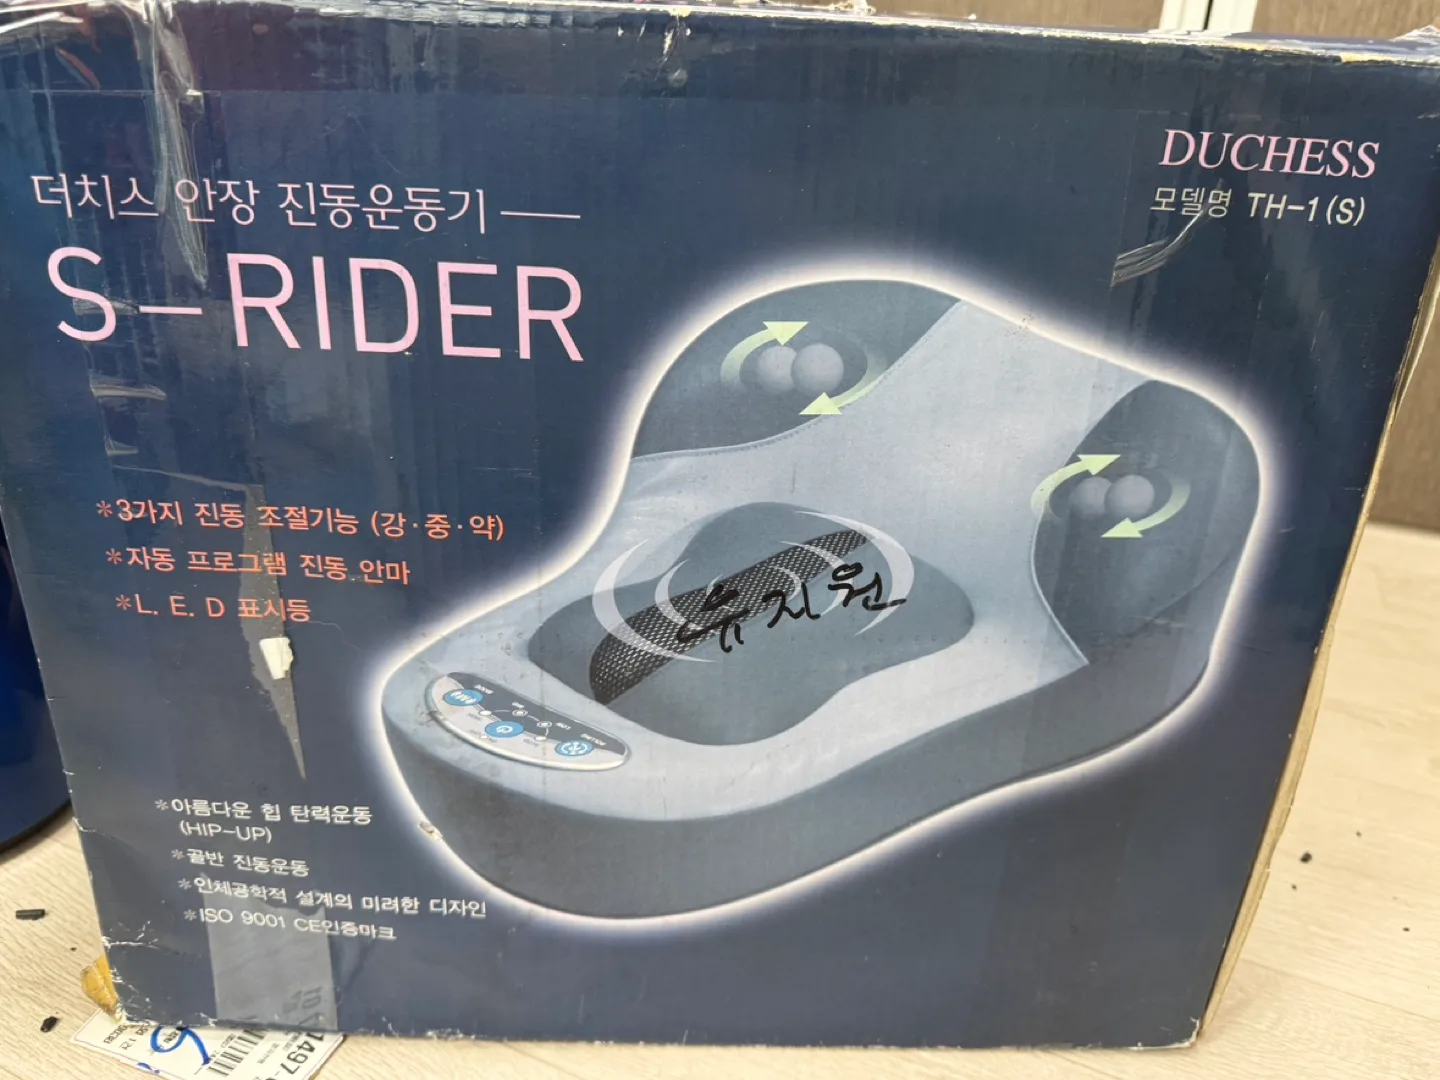 DUCHESS
모델명 TH-1(S)
더치스 안장 진동운동기
S-RIDER
*3가지 진동 조절기능 (강·중·약)
*자동 프로그램 진동 안마
*L. E. D 표시등
유지원
*아름다운 힙 탄력운동
(HIP-UP)
*골반 진동운동
*인체공학적 설계의 미려한 디자인
*ISO 9001 CE인증마크
1497-